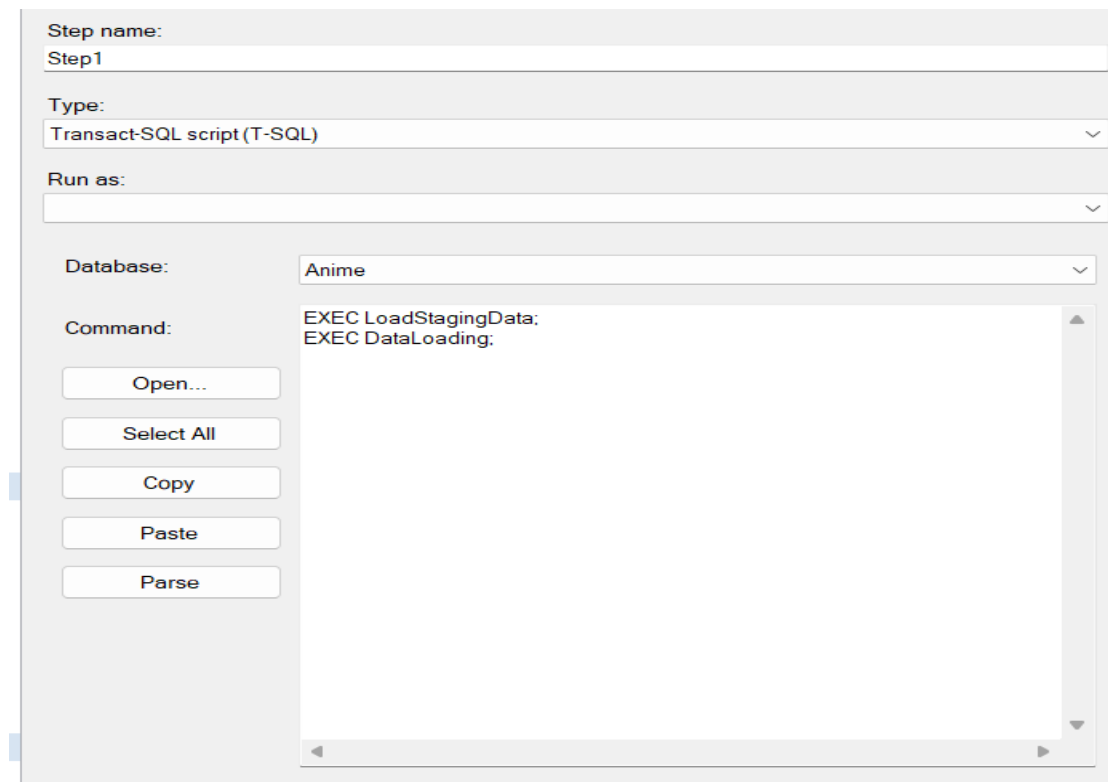 Step name:
Step1
Type:
Transact-SQL script (T-SQL)
Run as:
Database:
Anime
Command:
EXEC LoadStagingData;
EXEC DataLoading;
Open...
Select All
Copy
Paste
Parse